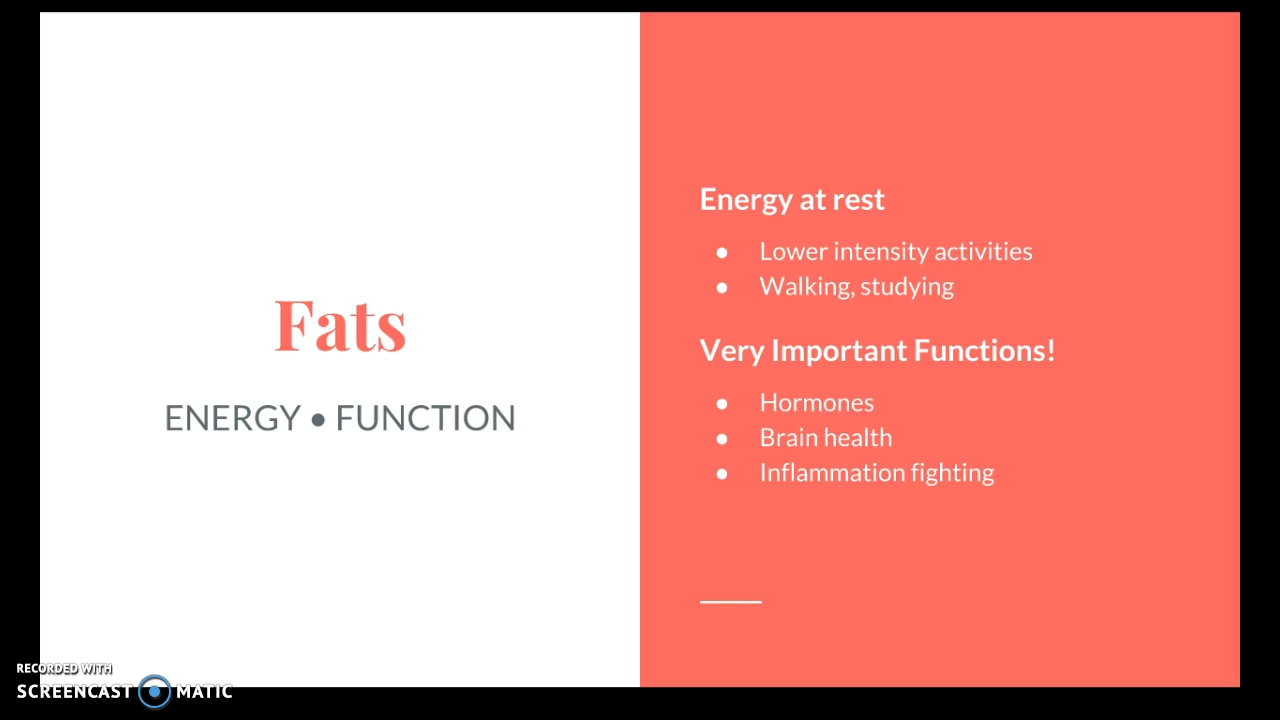 Fats
ENERGY • FUNCTION
Energy at rest
● Lower intensity activities
● Walking, studying
Very Important Functions!
● Hormones
● Brain health
● Inflammation fighting
RECORDED WITH
SCREENCAST MATIC